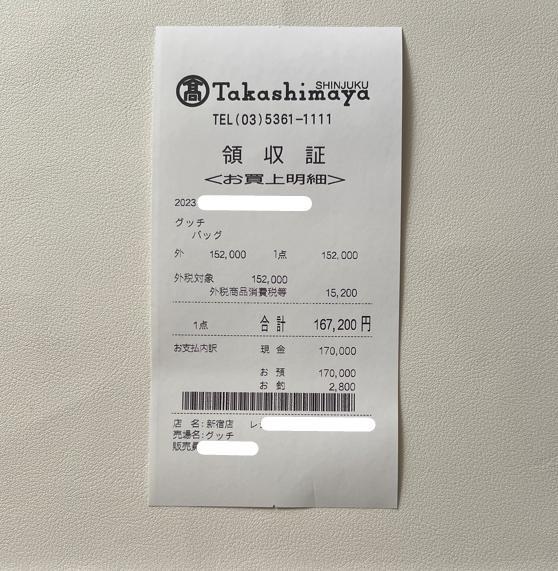 髙 Takashimaya SHINJUKU
TEL(03)5361-1111
領 収 証
<お買上明細>
2023
グッチ
バッグ
外 152,000 1点 152,000
外税対象 152,000
外税商品消費税等 15,200
1点 合 計 167,200 円
お支払内訳 現 金 170,000
お 預 170,000
お 釣 2,800
店 名:新宿店 レ
売場名:グッチ
販売員